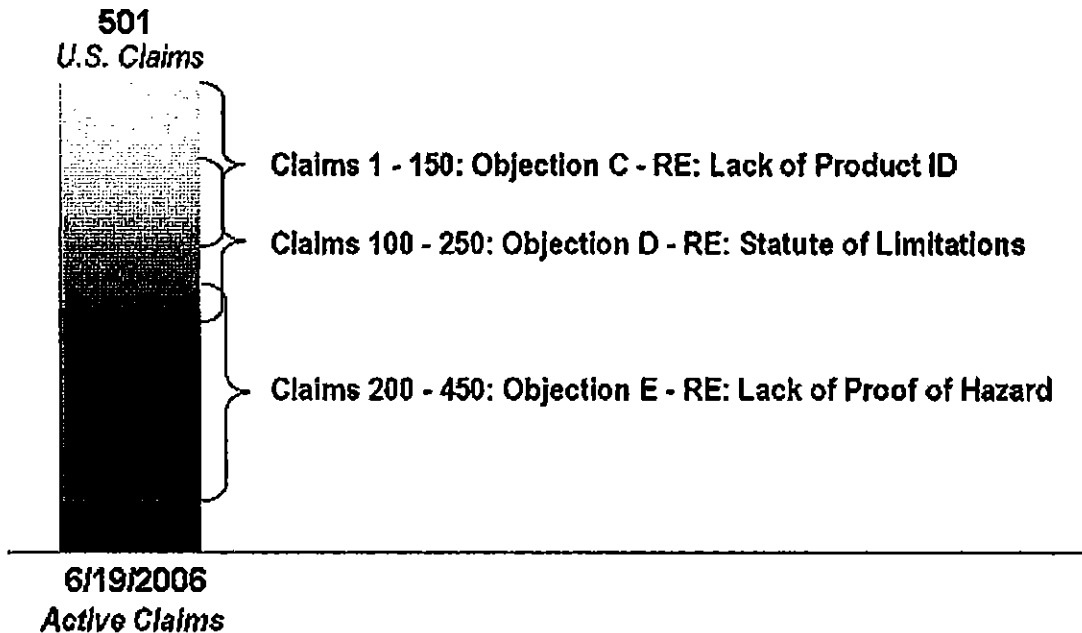 501
U.S. Claims
Claims 1 - 150: Objection C - RE: Lack of Product ID
Claims 100 - 250: Objection D - RE: Statute of Limitations
Claims 200 - 450: Objection E - RE: Lack of Proof of Hazard
6/19/2006
Active Claims